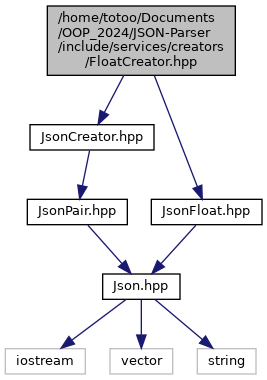 /home/totoo/Documents
/OOP_2024/JSON-Parser
/include/services/creators
/FloatCreator.hpp
JsonCreator.hpp
JsonPair.hpp
JsonFloat.hpp
Json.hpp
iostream
vector
string